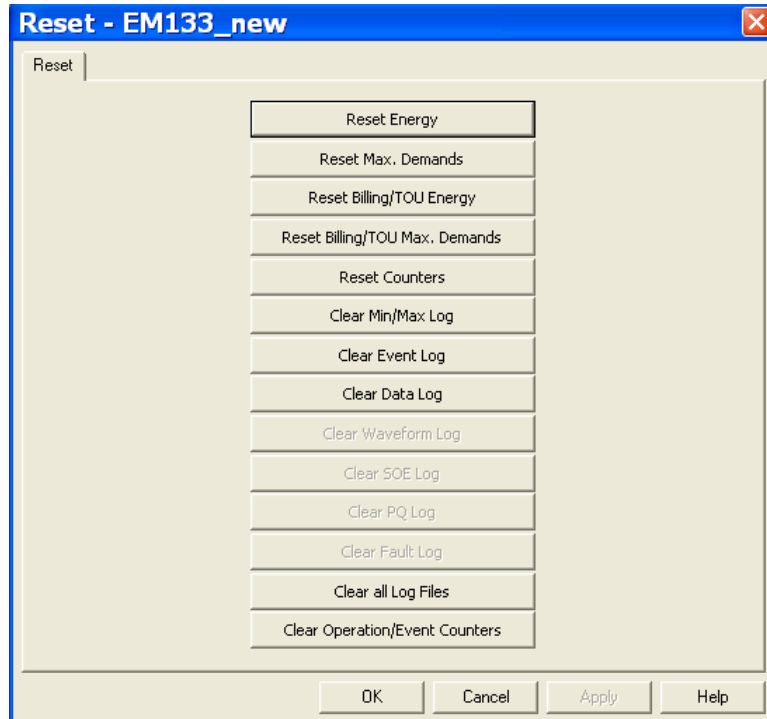 Reset - EM133_new
Reset
Reset Energy
Reset Max. Demands
Reset Billing/TOU Energy
Reset Billing/TOU Max. Demands
Reset Counters
Clear Min/Max Log
Clear Event Log
Clear Data Log
Clear Waveform Log
Clear SOE Log
Clear PQ Log
Clear Fault Log
Clear all Log Files
Clear Operation/Event Counters
OK Cancel Apply Help